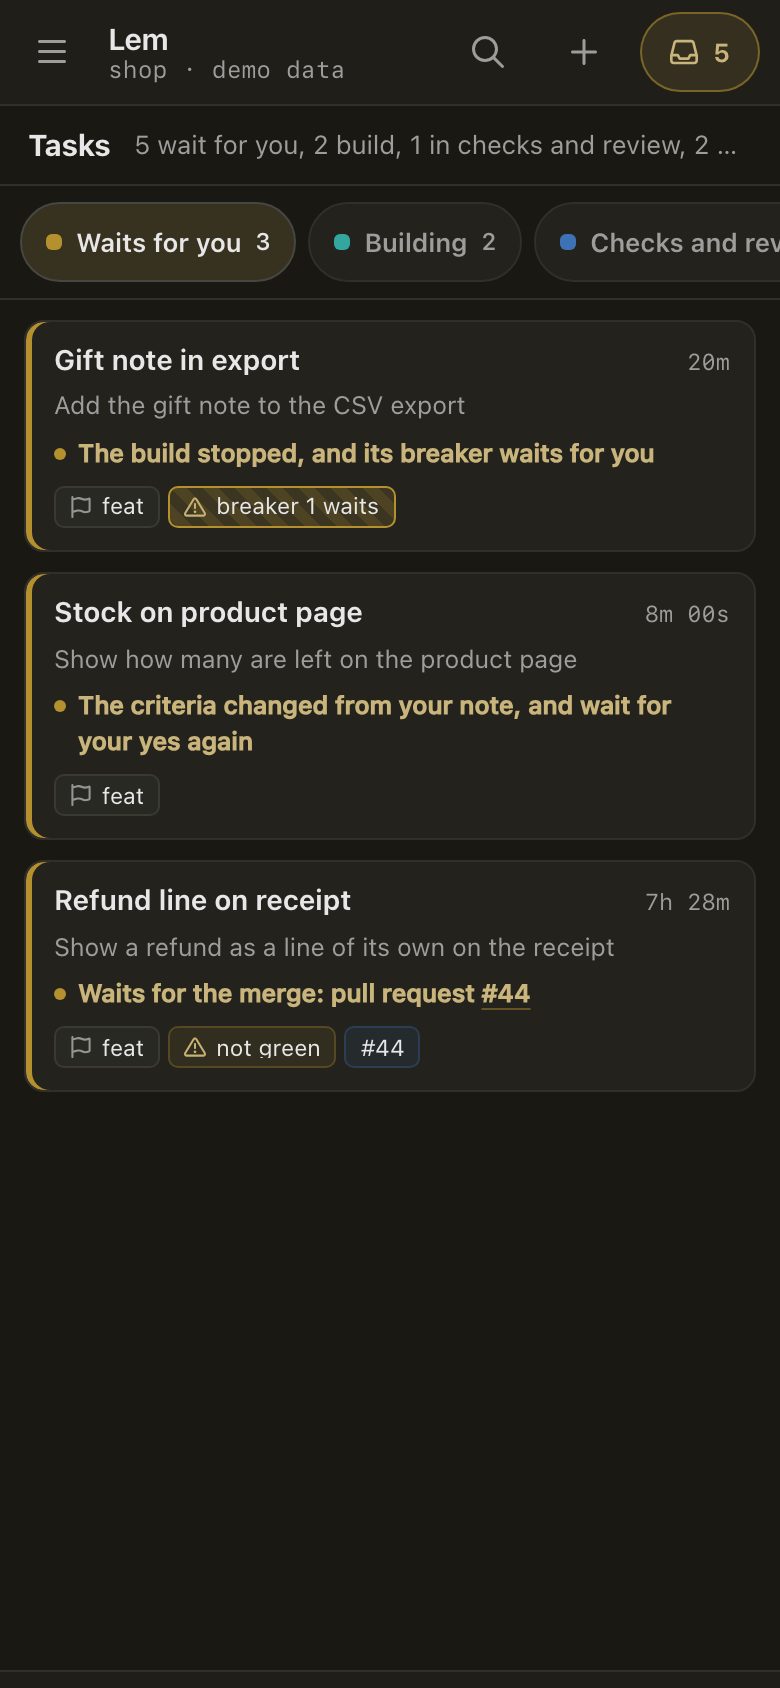 Lem
shop · demo data
5
Tasks 5 wait for you, 2 build, 1 in checks and review, 2 ...
Waits for you 3
Building 2
Checks and rev
Gift note in export 20m
Add the gift note to the CSV export
The build stopped, and its breaker waits for you
feat
breaker 1 waits
Stock on product page 8m 00s
Show how many are left on the product page
The criteria changed from your note, and wait for
your yes again
feat
Refund line on receipt 7h 28m
Show a refund as a line of its own on the receipt
Waits for the merge: pull request #44
feat
not green
#44